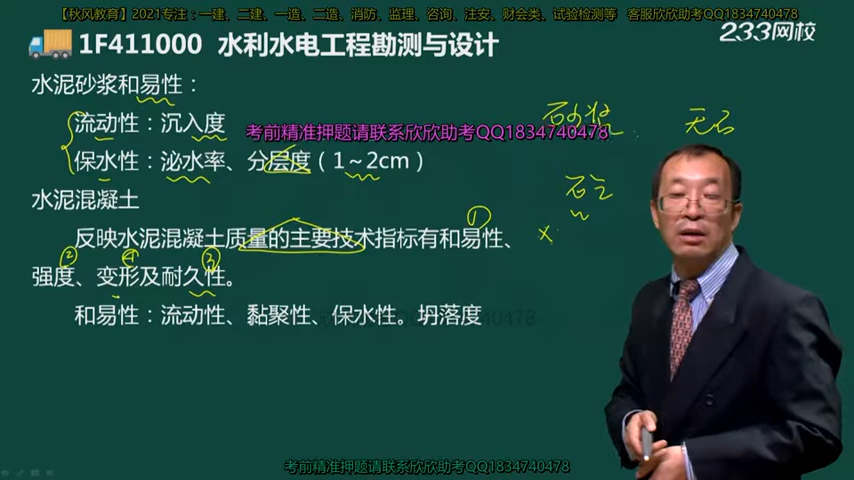 【秋风教育】2021专注：一建、二建、一造、二造、消防、监理、咨询、注安、财会类、试验检测等 客服欣欣助考QQ1834740478
233网校
1F411000 水利水电工程勘测与设计
水泥砂浆和易性：
流动性：沉入度
考前精准押题请联系欣欣助考QQ1834740478
砂浆
无石
保水性：泌水率、分层度（1～2cm）
水泥混凝土
砼
①
反映水泥混凝土质量的主要技术指标有和易性、
② ④ ③
强度、变形及耐久性。
和易性：流动性、黏聚性、保水性。坍落度
考前精准押题请联系欣欣助考QQ1834740478